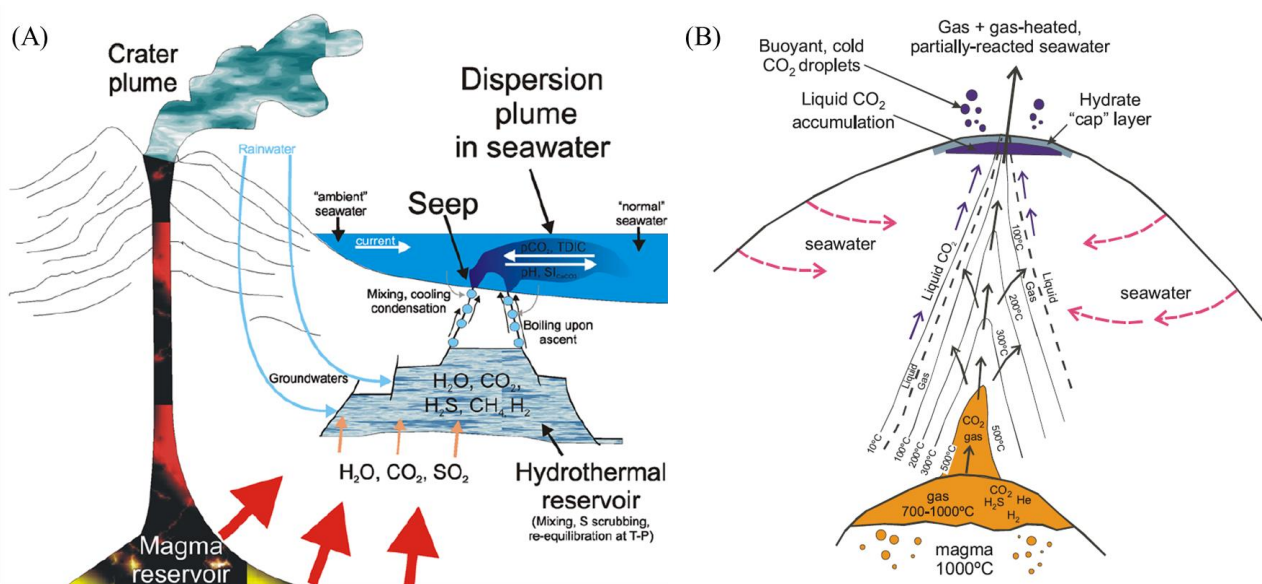 (A)
Crater
plume
Rainwater
Dispersion
plume
in seawater
"ambient"
seawater
Seep
"normal"
seawater
current
pCO₂, TDIC
pH, SI CaCO₃
Mixing, cooling
condensation
Boiling upon
ascent
Groundwaters
H₂O, CO₂,
H₂S, CH₄, H₂
H₂O, CO₂, SO₂
Hydrothermal
reservoir
(Mixing, S scrubbing,
re-equilibration at T-P)
Magma
reservoir
(B)
Gas + gas-heated,
partially-reacted seawater
Buoyant, cold
CO₂ droplets
Liquid CO₂
accumulation
Hydrate
"cap" layer
seawater
seawater
Liquid CO₂
Liquid
Gas
Liquid
Gas
100°C
200°C
300°C
500°C
10°C
100°C
200°C
300°C
500°C
CO₂
gas
gas
700-1000°C
CO₂
H₂S
He
H₂
magma
1000°C